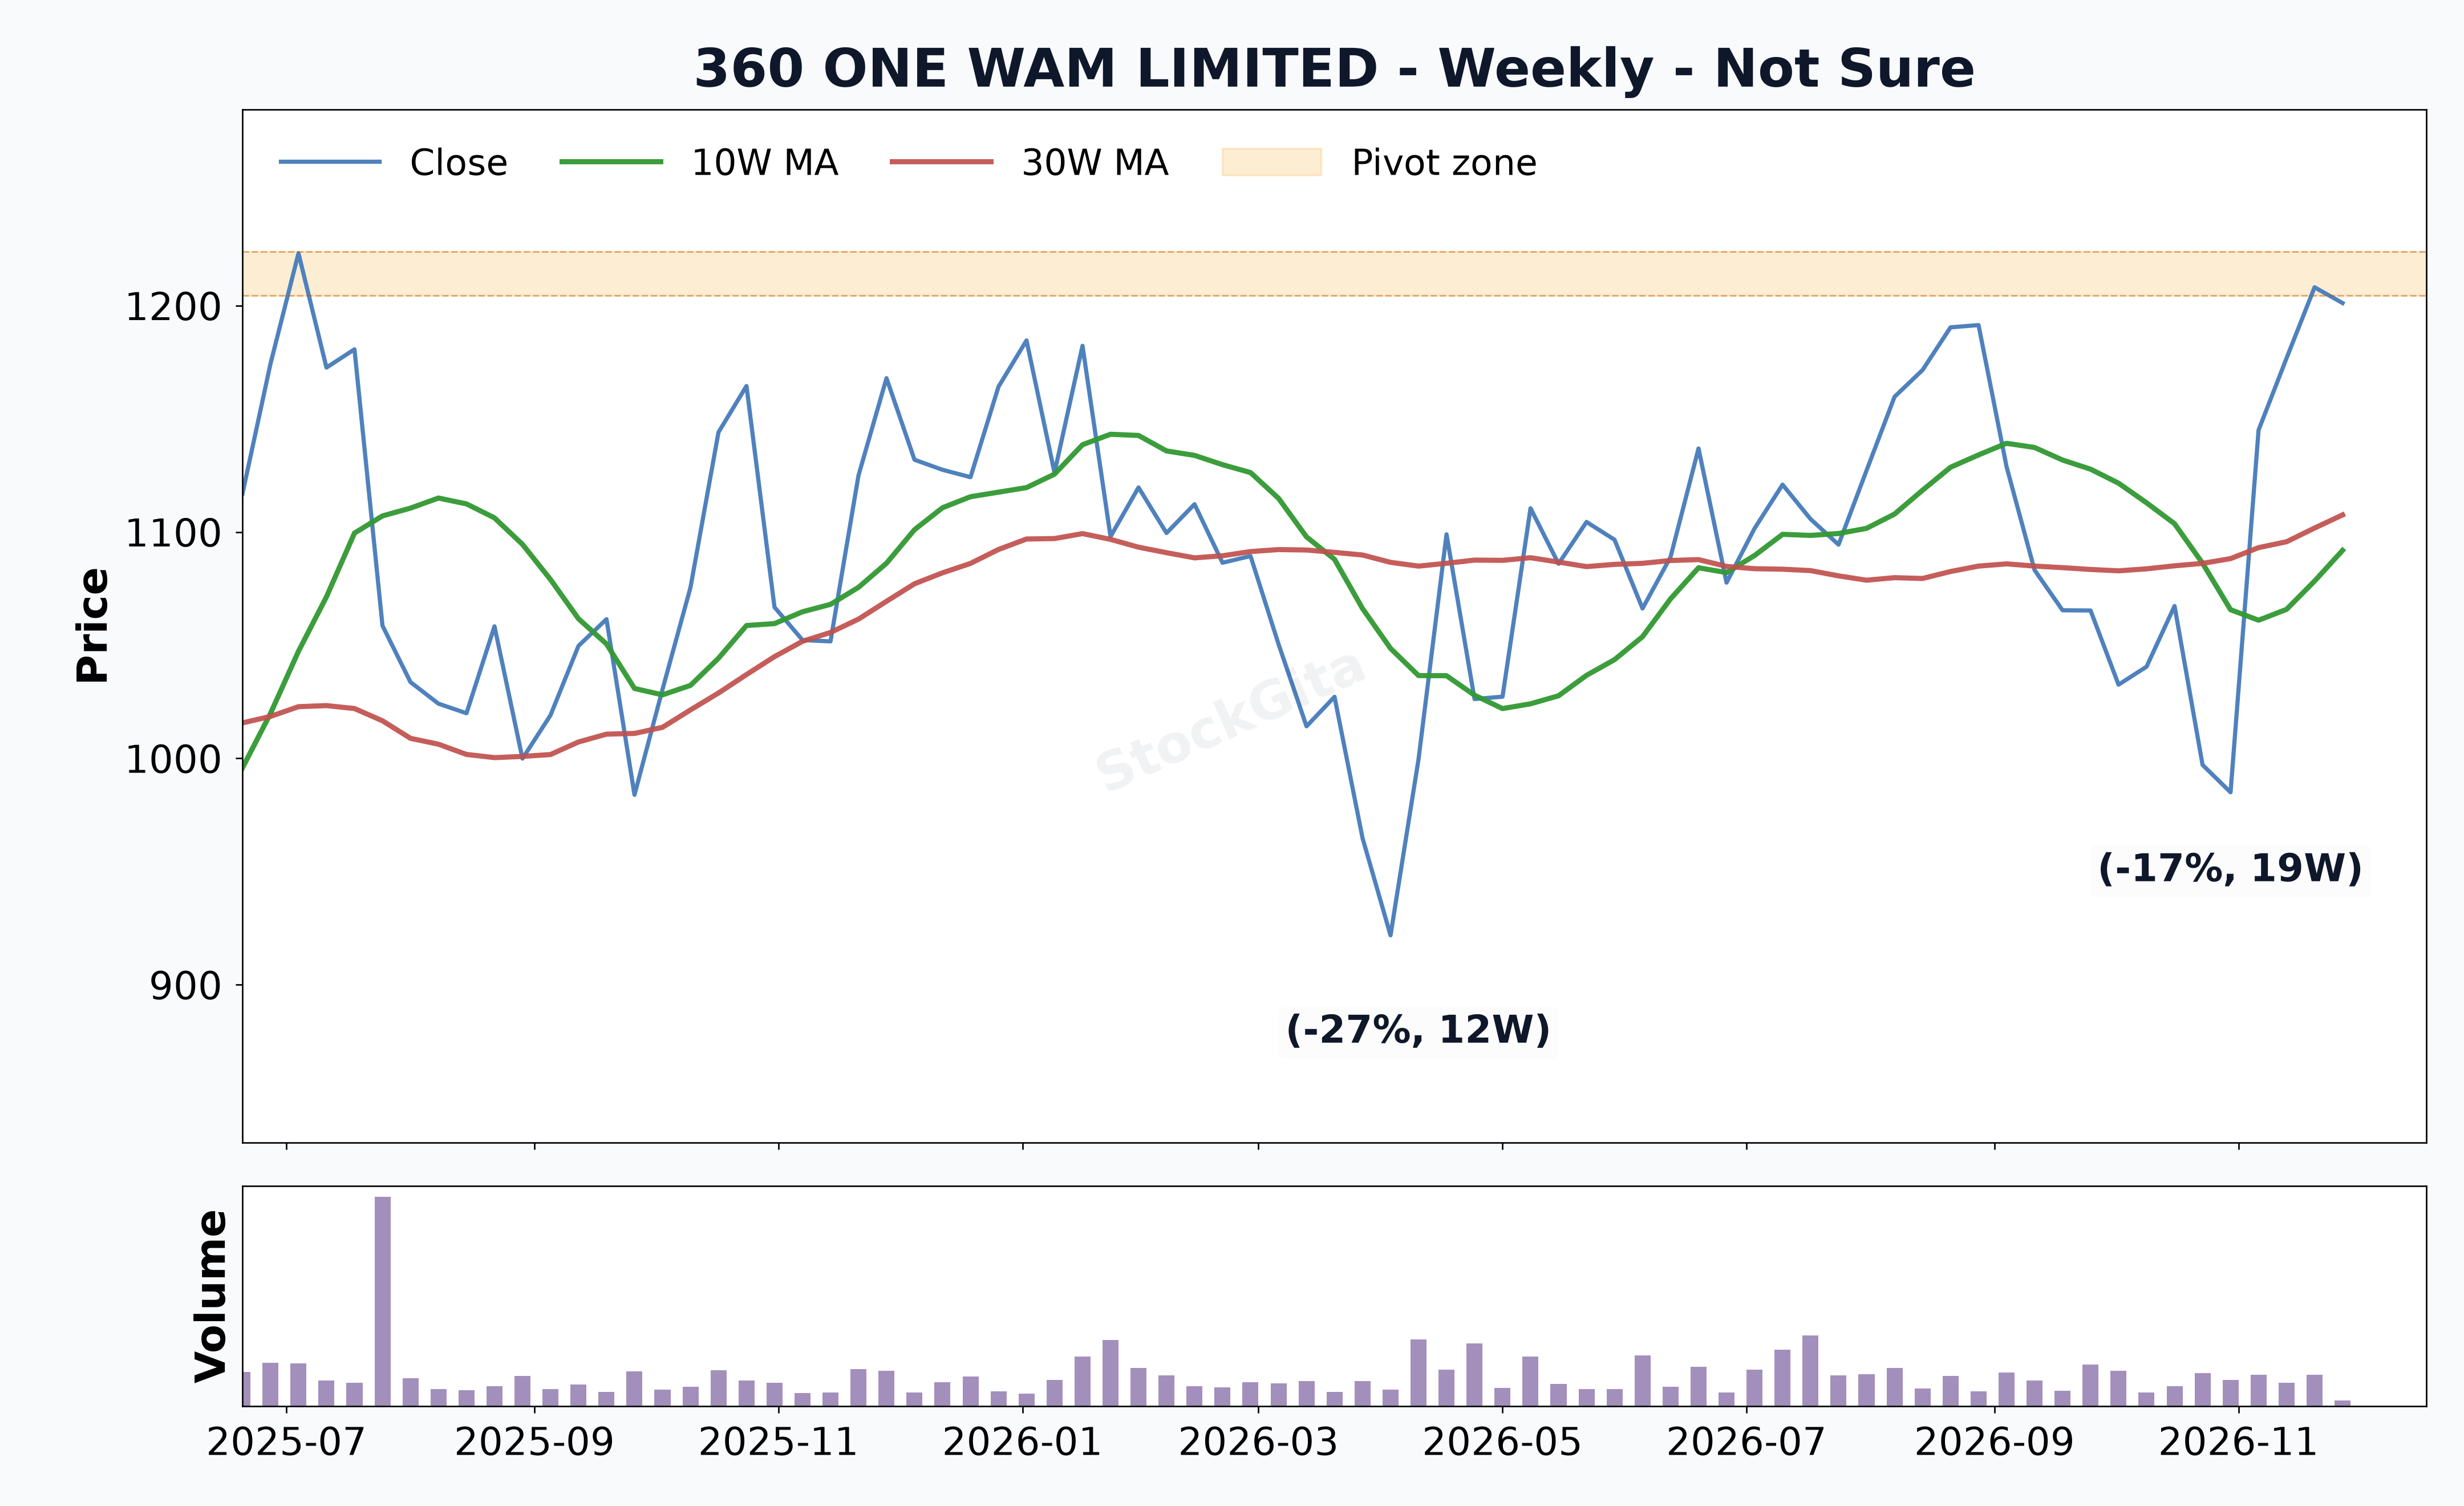 360 ONE WAM LIMITED - Weekly - Not Sure
Close 10W MA 30W MA Pivot zone
Price
1200
1100
1000
900
StockGita
(-17%, 19W)
(-27%, 12W)
Volume
2025-07 2025-09 2025-11 2026-01 2026-03 2026-05 2026-07 2026-09 2026-11